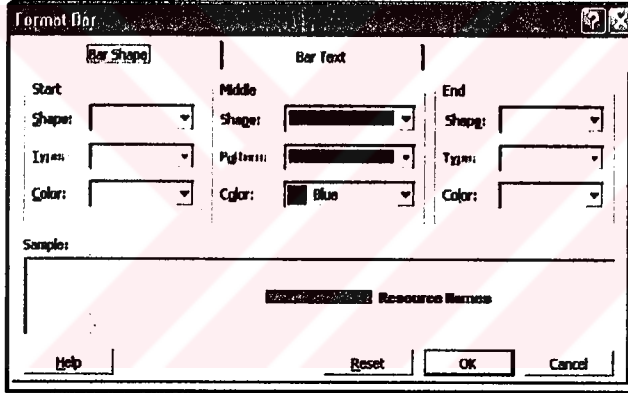 Format Bar
Bar Shape Bar Text
Start Middle End
Shape: Shape: Shape:
Type: Pattern: Type:
Color: Color: Blue Color:
Sample:
Resource Names
Help Reset OK Cancel